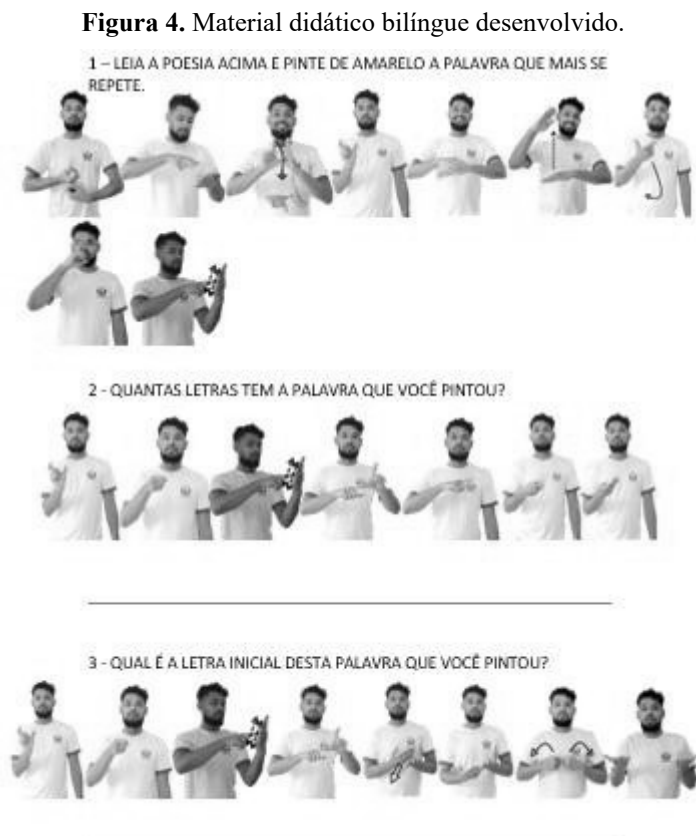 Figura 4. Material didático bilíngue desenvolvido.
1 – LEIA A POESIA ACIMA E PINTE DE AMARELO A PALAVRA QUE MAIS SE
REPETE.
2 - QUANTAS LETRAS TEM A PALAVRA QUE VOCÊ PINTOU?
3 - QUAL É A LETRA INICIAL DESTA PALAVRA QUE VOCÊ PINTOU?